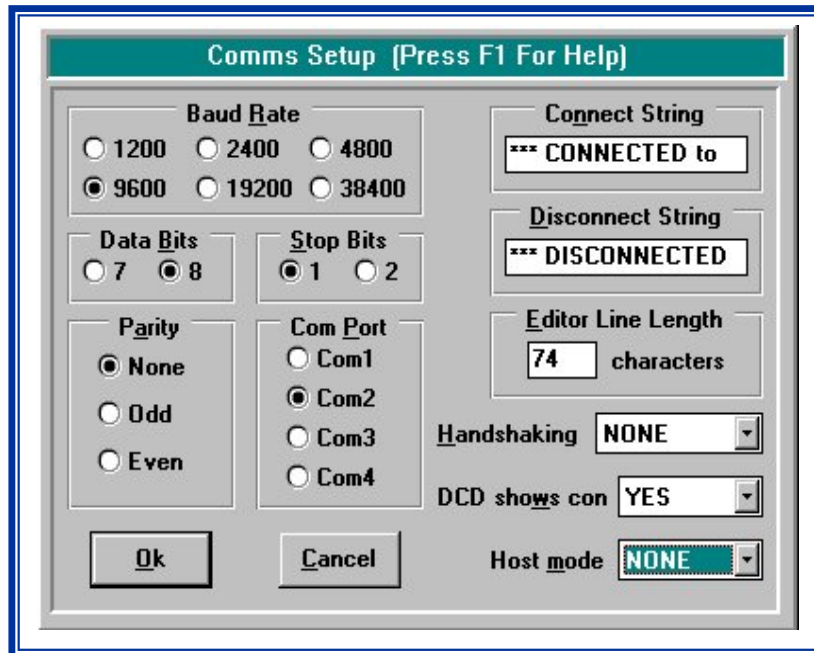 Comms Setup (Press F1 For Help)
Baud Rate
1200 2400 4800
9600 19200 38400
Data Bits
7 8
Stop Bits
1 2
Parity
None
Odd
Even
Com Port
Com1
Com2
Com3
Com4
Connect String
*** CONNECTED to
Disconnect String
*** DISCONNECTED
Editor Line Length
74 characters
Handshaking NONE
DCD shows con YES
Host mode NONE
Ok
Cancel